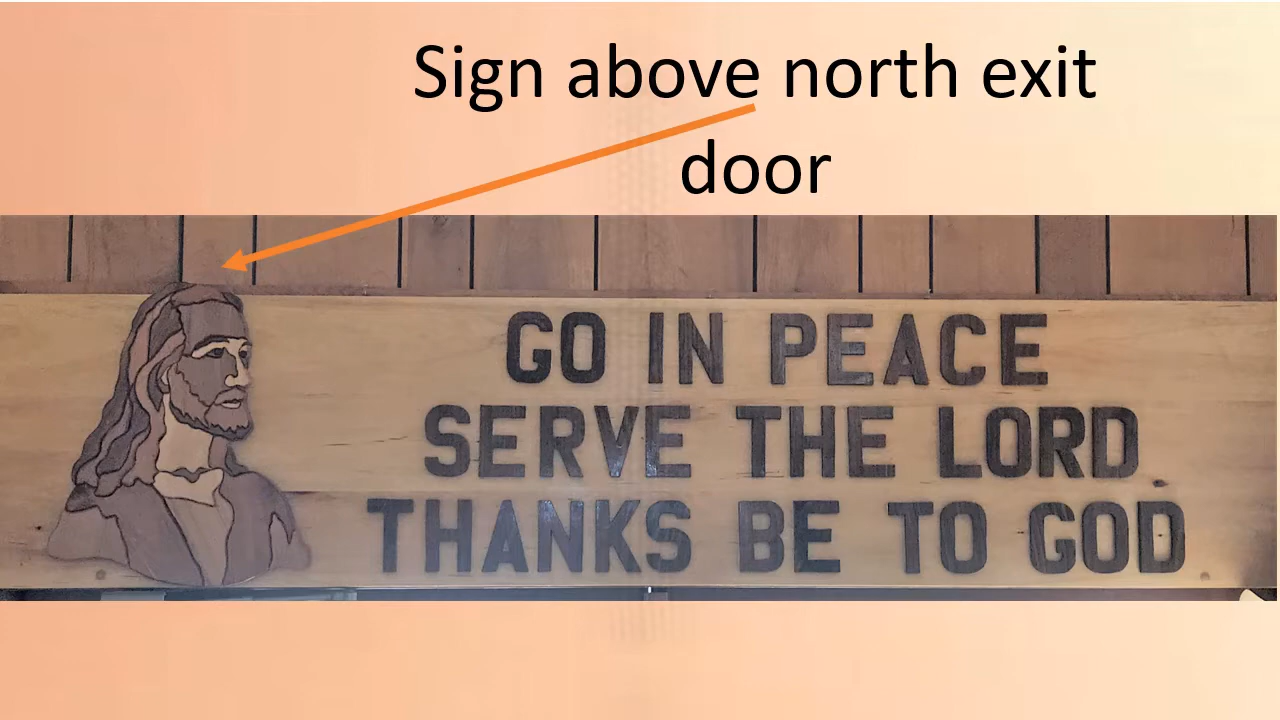 Sign above north exit
door
GO IN PEACE
SERVE THE LORD
THANKS BE TO GOD